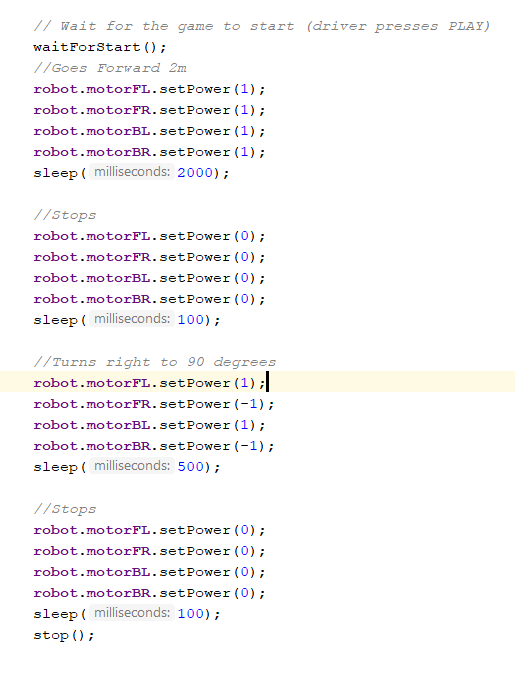 // Wait for the game to start (driver presses PLAY)
waitForStart();
//Goes Forward 2m
robot.motorFL.setPower(1);
robot.motorFR.setPower(1);
robot.motorBL.setPower(1);
robot.motorBR.setPower(1);
sleep( milliseconds: 2000);

//Stops
robot.motorFL.setPower(0);
robot.motorFR.setPower(0);
robot.motorBL.setPower(0);
robot.motorBR.setPower(0);
sleep( milliseconds: 100);

//Turns right to 90 degrees
robot.motorFL.setPower(1);
robot.motorFR.setPower(-1);
robot.motorBL.setPower(1);
robot.motorBR.setPower(-1);
sleep( milliseconds: 500);

//Stops
robot.motorFL.setPower(0);
robot.motorFR.setPower(0);
robot.motorBL.setPower(0);
robot.motorBR.setPower(0);
sleep( milliseconds: 100);
stop();